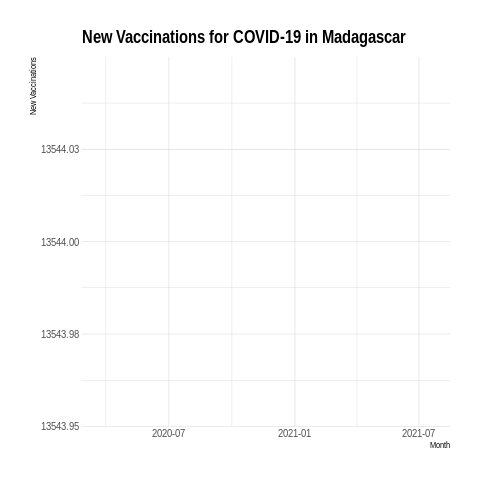 New Vaccinations for COVID-19 in Madagascar
New Vaccinations
13544.03
13544.00
13543.98
13543.95
2020-07 2021-01 2021-07
Month